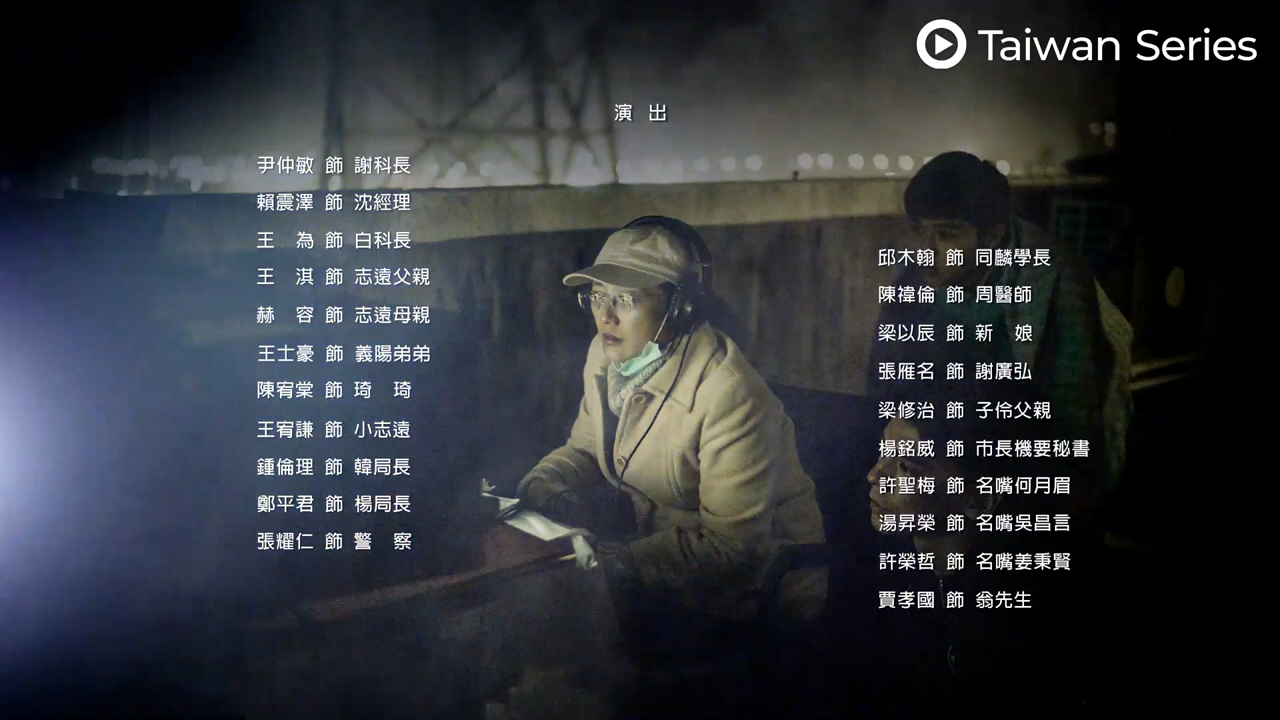 Taiwan Series
演 出
尹仲敏 飾 謝科長
賴震澤 飾 沈經理
王　為 飾 白科長
王　淇 飾 志遠父親
赫　容 飾 志遠母親
王士豪 飾 義陽弟弟
陳宥棠 飾 琦　琦
王宥謙 飾 小志遠
鍾倫理 飾 韓局長
鄭平君 飾 楊局長
張耀仁 飾 警　察
邱木翰 飾 同麟學長
陳禕倫 飾 周醫師
梁以辰 飾 新　娘
張雁名 飾 謝廣弘
梁修治 飾 子伶父親
楊銘威 飾 市長機要秘書
許聖梅 飾 名嘴何月眉
湯昇榮 飾 名嘴吳昌言
許榮哲 飾 名嘴姜秉賢
賈孝國 飾 翁先生